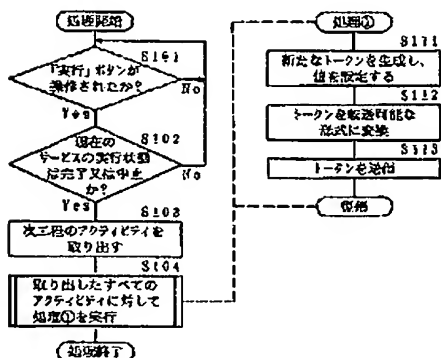 処理開始
S101
「実行」ボタンが
操作されたか?
No
Yes
S102
現在の
サービスの実行状態
は完了又は中止
か?
No
Yes
S103
次工程のアクティビティを
取り出す
S104
取り出したすべての
アクティビティに対して
処理①を実行
処理終了
処理①
S111
新たなトークンを生成し、
値を設定する
S112
トークンを転送可能な
形式に変換
S113
トークンを送信